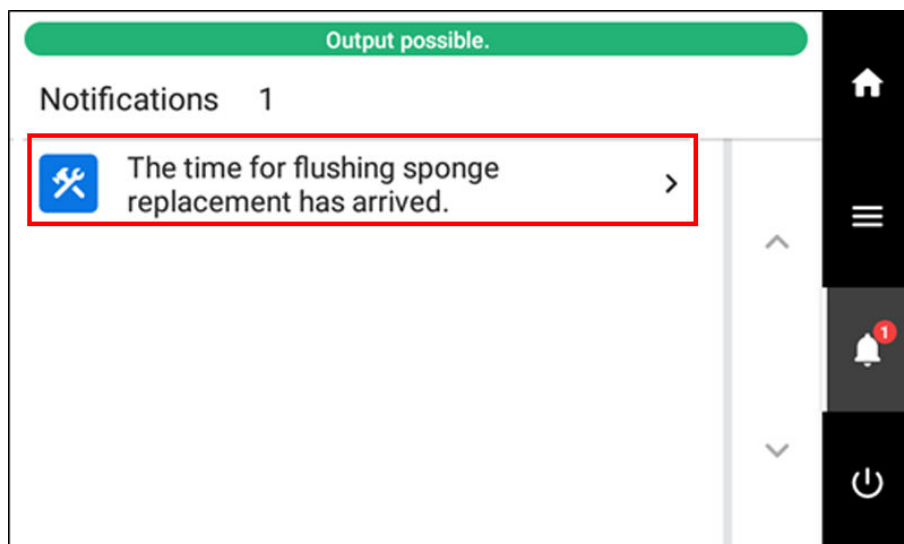 Output possible.
Notifications 1
The time for flushing sponge
replacement has arrived.
1